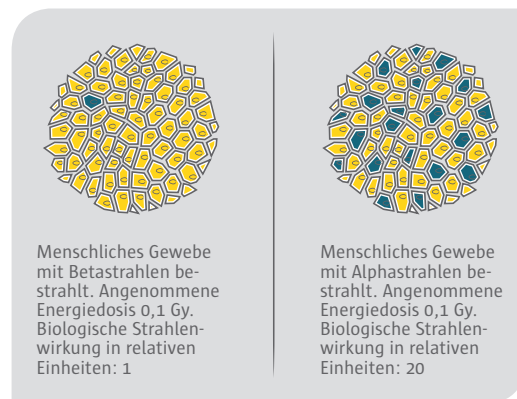 Menschliches Gewebe
mit Betastrahlen be-
strahlt. Angenommene
Energiedosis 0,1 Gy.
Biologische Strahlen-
wirkung in relativen
Einheiten: 1
Menschliches Gewebe
mit Alphastrahlen be-
strahlt. Angenommene
Energiedosis 0,1 Gy.
Biologische Strahlen-
wirkung in relativen
Einheiten: 20